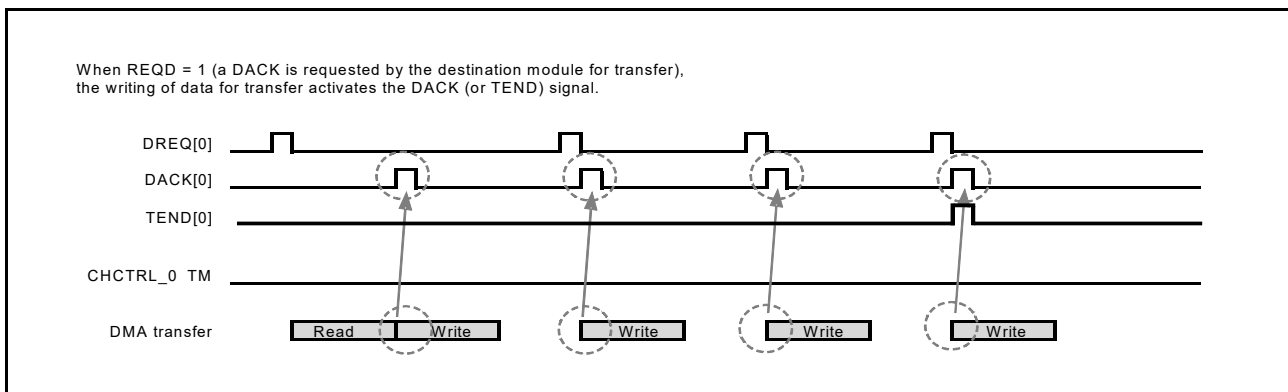 When REQD = 1 (a DACK is requested by the destination module for transfer),
the writing of data for transfer activates the DACK (or TEND) signal.
DREQ[0]
DACK[0]
TEND[0]
CHCTRL_0 TM
DMA transfer Read Write Write Write Write